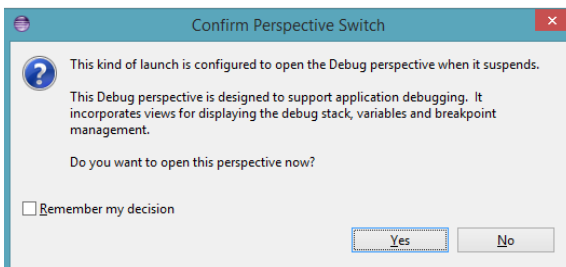 Confirm Perspective Switch
This kind of launch is configured to open the Debug perspective when it suspends.
This Debug perspective is designed to support application debugging. It
incorporates views for displaying the debug stack, variables and breakpoint
management.
Do you want to open this perspective now?
Remember my decision
Yes No